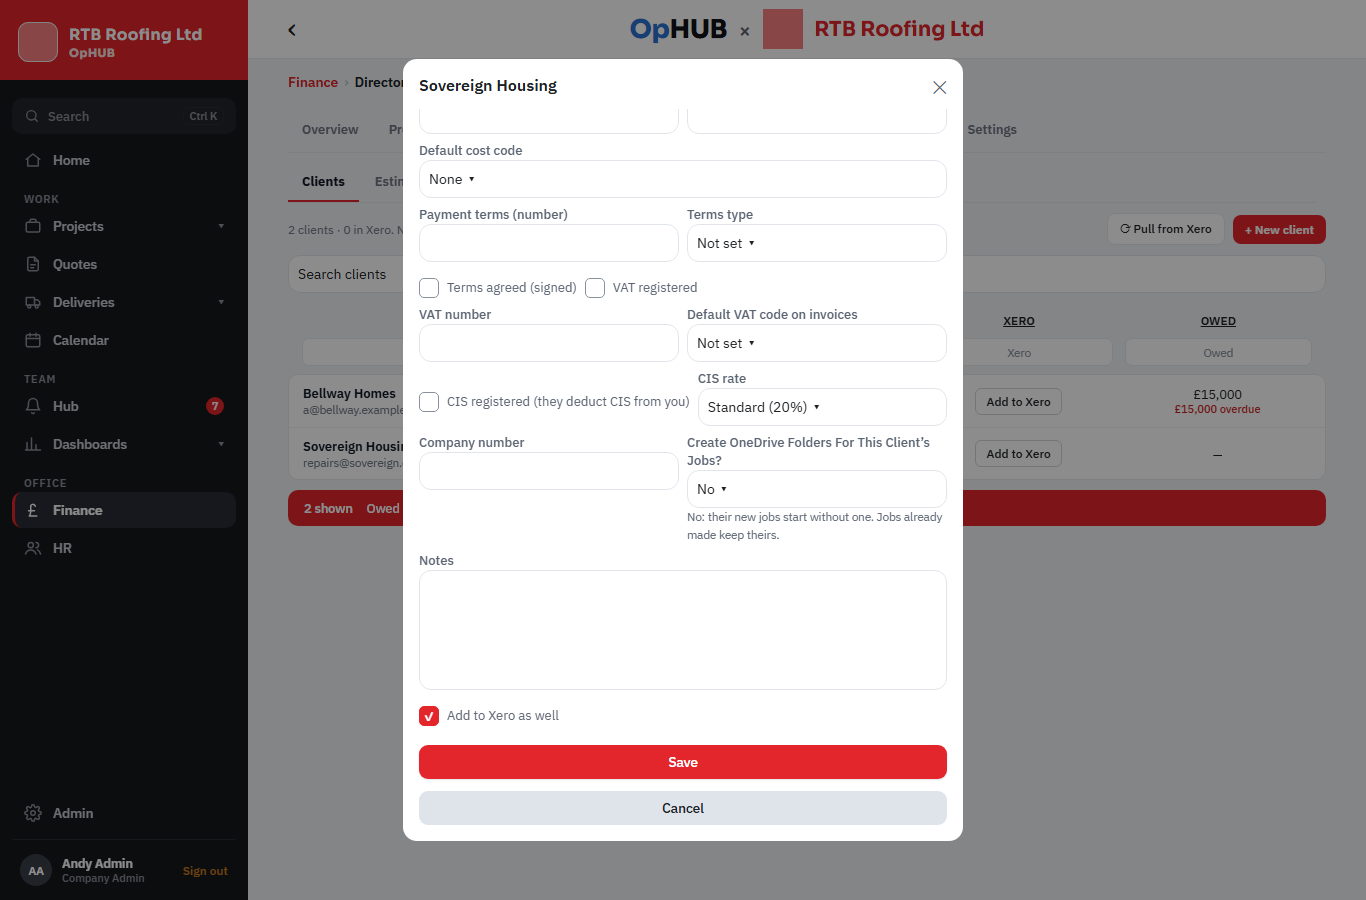 RTB Roofing Ltd
OpHUB
Search Ctrl K
Home
WORK
Projects
Quotes
Deliveries
Calendar
TEAM
Hub 7
Dashboards
OFFICE
Finance
HR
Admin
AA
Andy Admin
Company Admin
Sign out
OpHUB × RTB Roofing Ltd
Finance ›
Overview
Settings
Clients
2 clients · 0 in Xero.
Pull from Xero
+ New client
Search clients
XERO OWED
Xero Owed
Bellway Homes
Add to Xero
£15,000
£15,000 overdue
Add to Xero
—
2 shown Owed
Sovereign Housing
Default cost code
None
Payment terms (number) Terms type
Not set
Terms agreed (signed) VAT registered
VAT number Default VAT code on invoices
Not set
CIS rate
CIS registered (they deduct CIS from you) Standard (20%)
Company number
Create OneDrive Folders For This Client's
Jobs?
No
No: their new jobs start without one. Jobs already
made keep theirs.
Notes
Add to Xero as well
Save
Cancel